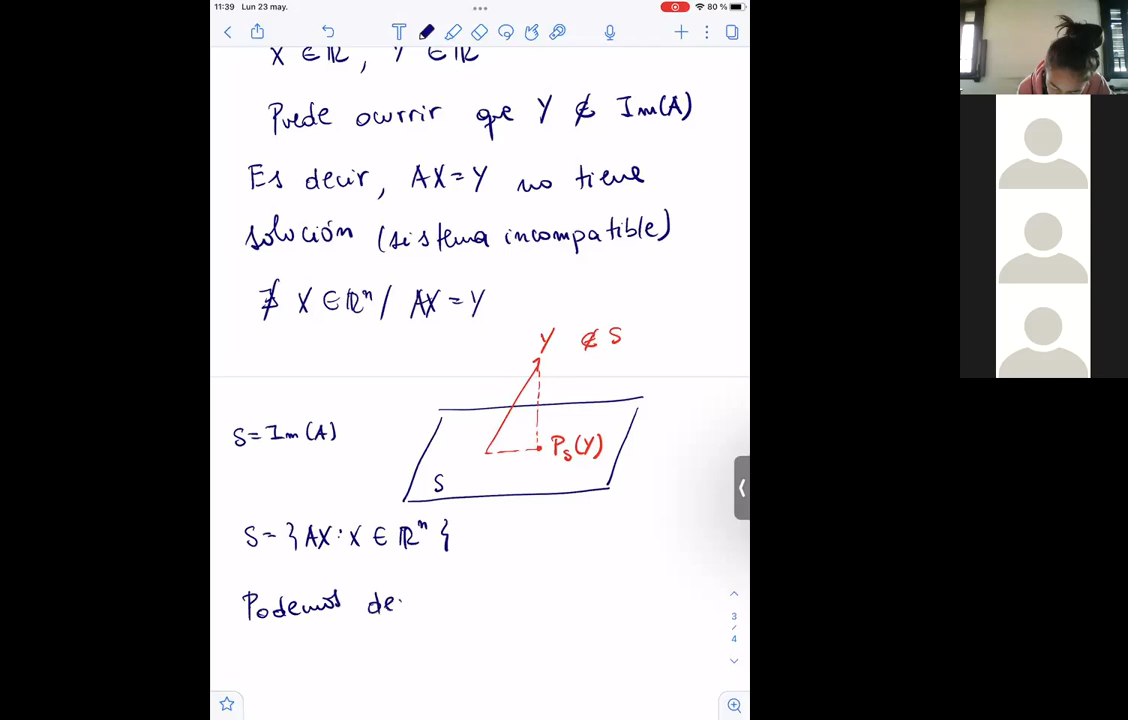 11:39 Lun 23 may. 80 %
X ∈ ℝ, Y ∈ ℝ
Puede ocurrir que Y ∉ Im(A)
Es decir, AX = Y no tiene
solución (sistema incompatible)
∄ X ∈ ℝⁿ / AX = Y
Y ∉ S
S = Im(A)
P_S(Y)
S
S = { AX : X ∈ ℝⁿ }
Podemos de
3
/
4